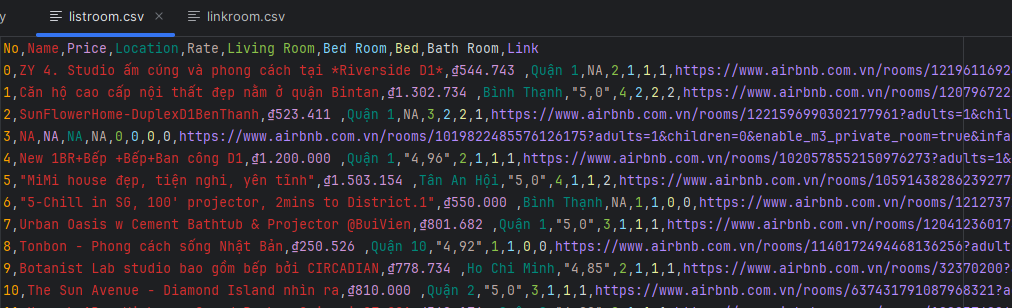 y listroom.csv × linkroom.csv
No,Name,Price,Location,Rate,Living Room,Bed Room,Bed,Bath Room,Link
0,ZY 4. Studio ấm cúng và phong cách tại *Riverside D1*,₫544.743 ,Quận 1,NA,2,1,1,1,https://www.airbnb.com.vn/rooms/1219611692
1,Căn hộ cao cấp nội thất đẹp nằm ở quận Bintan,₫1.302.734 ,Bình Thạnh,"5,0",4,2,2,2,https://www.airbnb.com.vn/rooms/120796722
2,SunFlowerHome-DuplexD1BenThanh,₫523.411 ,Quận 1,NA,3,2,2,1,https://www.airbnb.com.vn/rooms/1221596990302177961?adults=1&chil
3,NA,NA,NA,NA,0,0,0,0,https://www.airbnb.com.vn/rooms/1019822485576126175?adults=1&children=0&enable_m3_private_room=true&infa
4,New 1BR+Bếp +Bếp+Ban công D1,₫1.200.000 ,Quận 1,"4,96",2,1,1,1,https://www.airbnb.com.vn/rooms/1020578552150976273?adults=1&
5,"MiMi house đẹp, tiện nghi, yên tĩnh",₫1.503.154 ,Tân An Hội,"5,0",4,1,1,2,https://www.airbnb.com.vn/rooms/10591438286239277
6,"5-Chill in SG, 100' projector, 2mins to District.1",₫550.000 ,Bình Thạnh,NA,1,1,0,0,https://www.airbnb.com.vn/rooms/1212737
7,Urban Oasis w Cement Bathtub & Projector @BuiVien,₫801.682 ,Quận 1,"5,0",3,1,1,1,https://www.airbnb.com.vn/rooms/12041236017
8,Tonbon - Phong cách sống Nhật Bản,₫250.526 ,Quận 10,"4,92",1,1,0,0,https://www.airbnb.com.vn/rooms/1140172494468136256?adult
9,Botanist Lab studio bao gồm bếp bởi CIRCADIAN,₫778.734 ,Ho Chi Minh,"4,85",2,1,1,1,https://www.airbnb.com.vn/rooms/32370200?
10,The Sun Avenue - Diamond Island nhìn ra,₫810.000 ,Quận 2,"5,0",3,1,1,1,https://www.airbnb.com.vn/rooms/637431791087968321?a